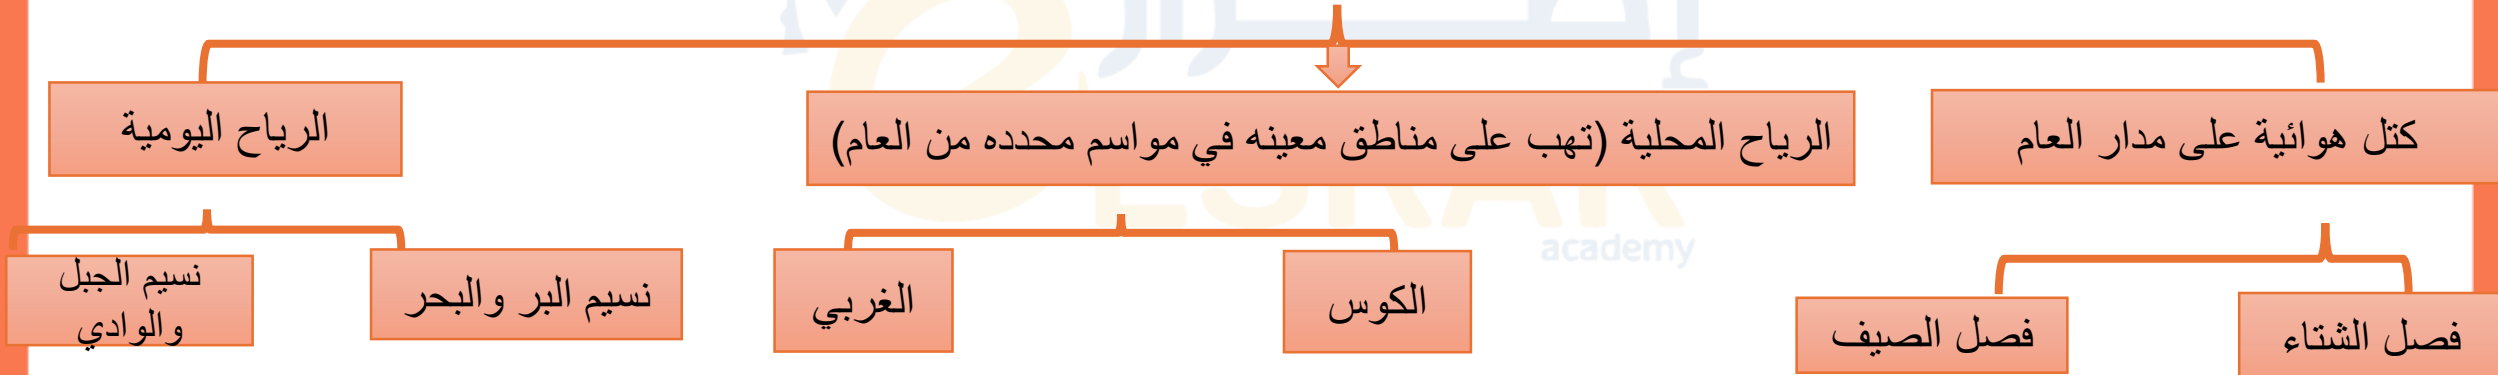 كتل هوائية على مدار العام
الرياح المحلية (تهب على مناطق معينه في مواسم محدده من العام)
الرياح اليومية
فصل الشتاء
فصل الصيف
الكوس
الغربي
نسيم البر والبحر
نسيم الجبل
والوادي
academy